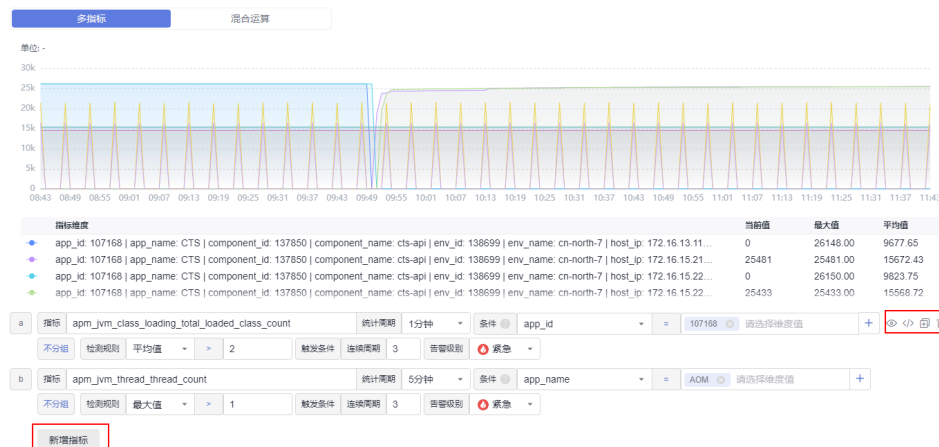 多指标 混合运算
单位: -
30k
25k
20k
15k
10k
5k
0
08:43 08:49 08:55 09:01 09:07 09:13 09:19 09:25 09:31 09:37 09:43 09:49 09:55 10:01 10:07 10:13 10:19 10:25 10:31 10:37 10:43 10:49 10:55 11:01 11:07 11:13 11:19 11:25 11:31 11:37 11:43
指标维度 当前值 最大值 平均值
app_id: 107168 | app_name: CTS | component_id: 137850 | component_name: cts-api | env_id: 138699 | env_name: cn-north-7 | host_ip: 172.16.13.11... 0 26148.00 9677.65
app_id: 107168 | app_name: CTS | component_id: 137850 | component_name: cts-api | env_id: 138699 | env_name: cn-north-7 | host_ip: 172.16.15.21... 25481 25481.00 15672.43
app_id: 107168 | app_name: CTS | component_id: 137850 | component_name: cts-api | env_id: 138699 | env_name: cn-north-7 | host_ip: 172.16.15.22... 0 26150.00 9823.75
app_id: 107168 | app_name: CTS | component_id: 137850 | component_name: cts-api | env_id: 138699 | env_name: cn-north-7 | host_ip: 172.16.15.22... 25433 25433.00 15568.72
a 指标 apm_jvm_class_loading_total_loaded_class_count 统计周期 1分钟 条件 app_id = 107168 请选择维度值 +
不分组 检测规则 平均值 > 2 触发条件 连续周期 3 告警级别 紧急
b 指标 apm_jvm_thread_thread_count 统计周期 5分钟 条件 app_name = AOM 请选择维度值 +
不分组 检测规则 最大值 > 1 触发条件 连续周期 3 告警级别 紧急
新增指标